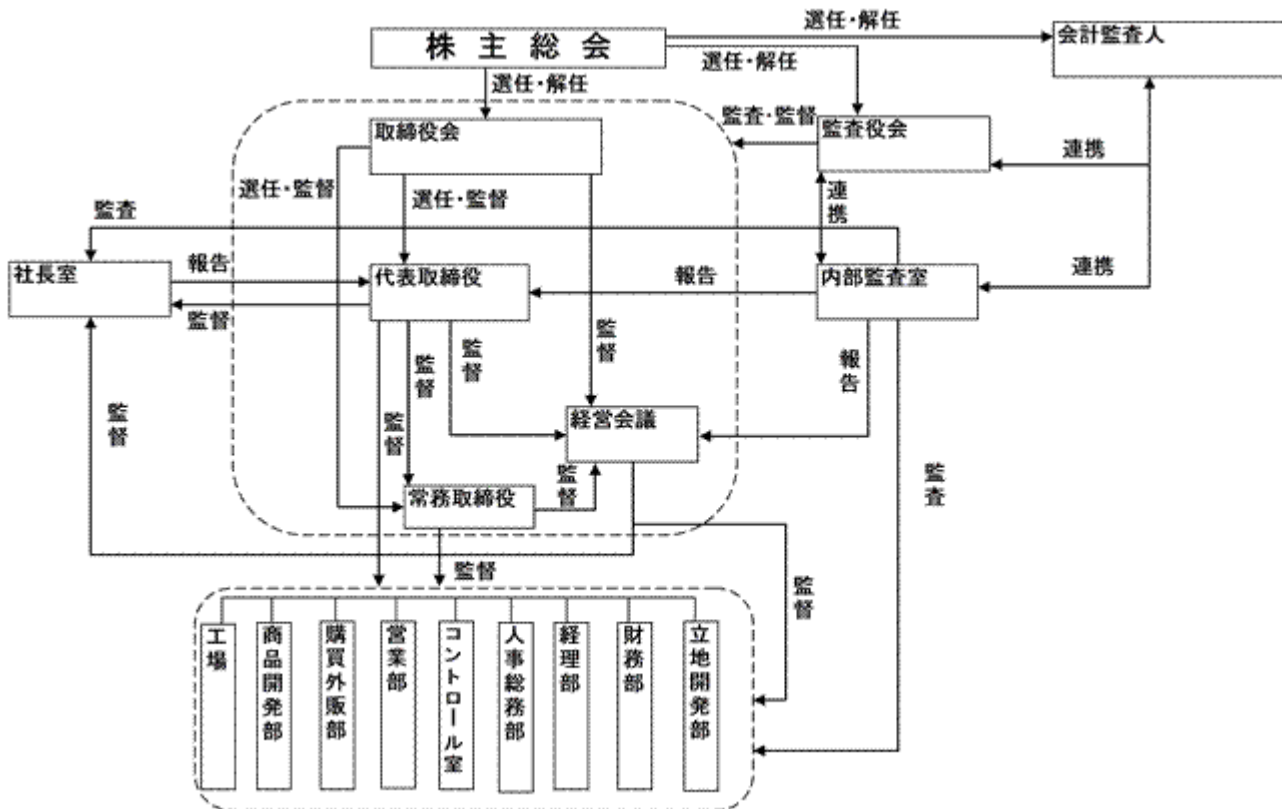 株主総会
選任・解任
会計監査人
選任・解任
選任・解任
取締役会
監査・監督
監査役会
連携
選任・監督
選任・監督
連携
監査
社長室
報告
代表取締役
報告
内部監査室
連携
監督
監督
監督
監督
報告
監督
監督
経営会議
常務取締役
監督
監査
監督
監督
工場
商品開発部
購買外販部
営業部
コントロール室
人事総務部
経理部
財務部
立地開発部